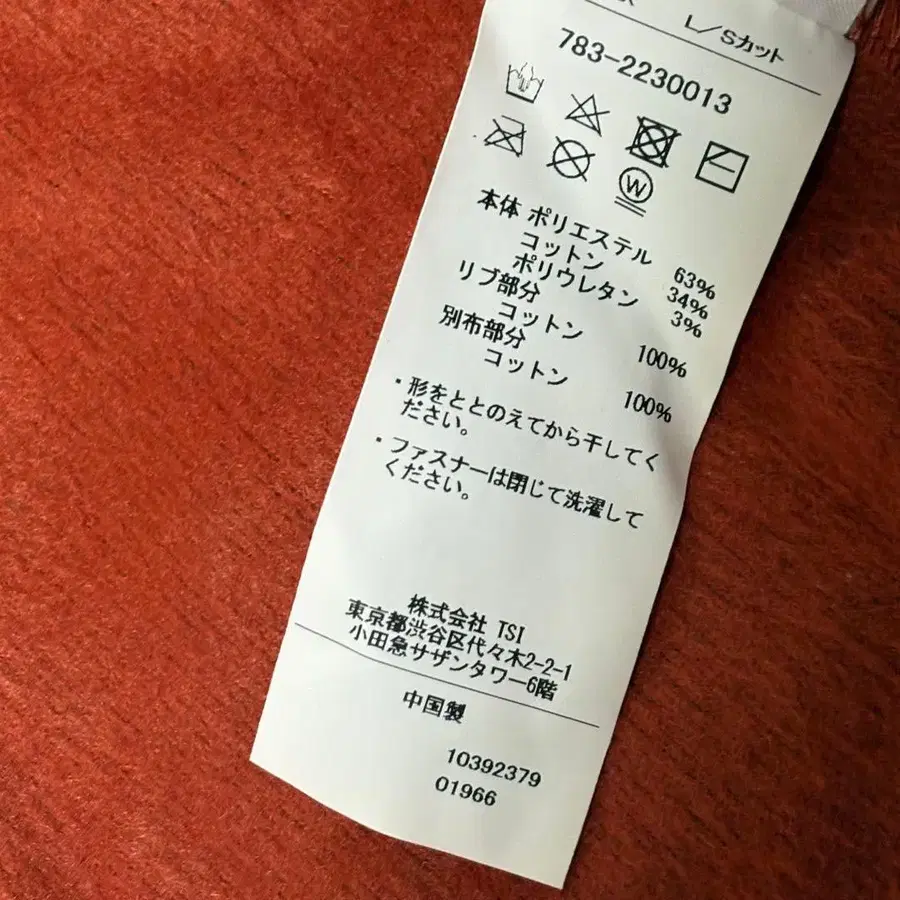 L/Sカット
783-2230013
W
本体 ポリエステル 63%
コットン 34%
ポリウレタン 3%
リブ部分
コットン 100%
別布部分
コットン 100%
・形をととのえてから干してく
ださい。
・ファスナーは閉じて洗濯して
ください。
株式会社 TSI
東京都渋谷区代々木2-2-1
小田急サザンタワー6階
中国製
10392379
01966